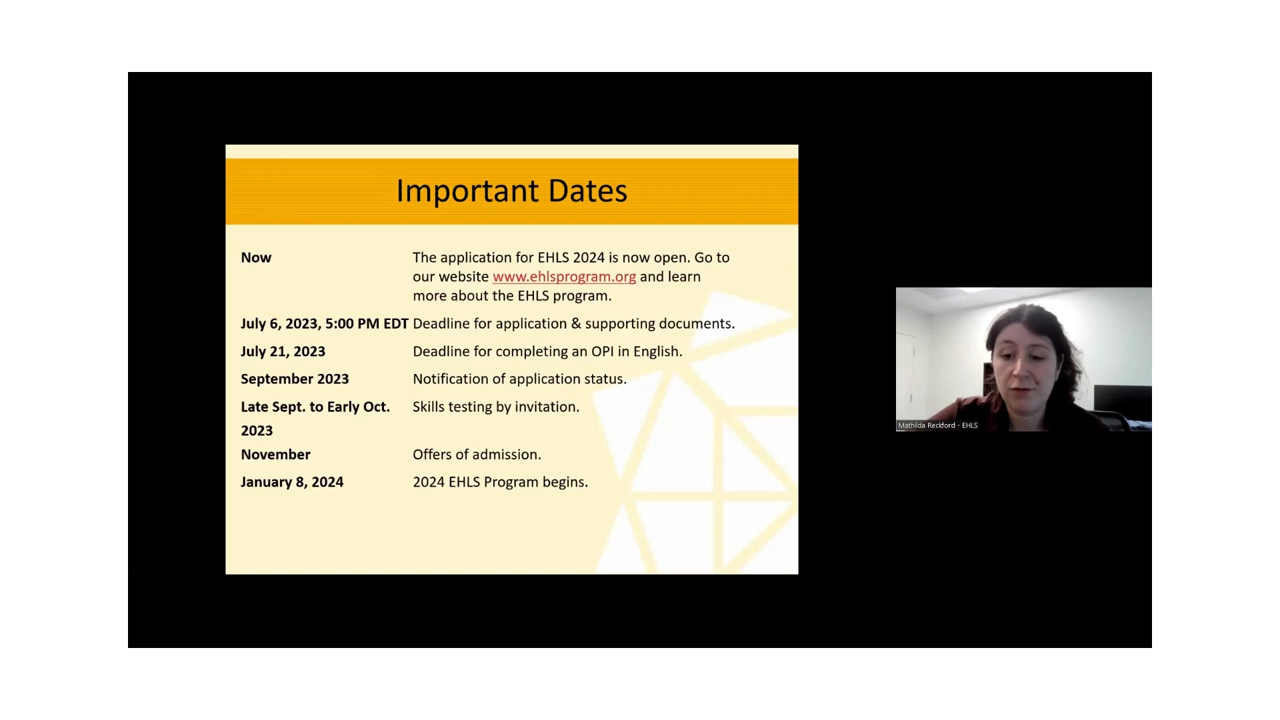 Important Dates
Now The application for EHLS 2024 is now open. Go to
our website www.ehlsprogram.org and learn
more about the EHLS program.
July 6, 2023, 5:00 PM EDT Deadline for application & supporting documents.
July 21, 2023 Deadline for completing an OPI in English.
September 2023 Notification of application status.
Late Sept. to Early Oct. Skills testing by invitation.
2023
November Offers of admission.
January 8, 2024 2024 EHLS Program begins.
Mathilda Reckford - EHLS